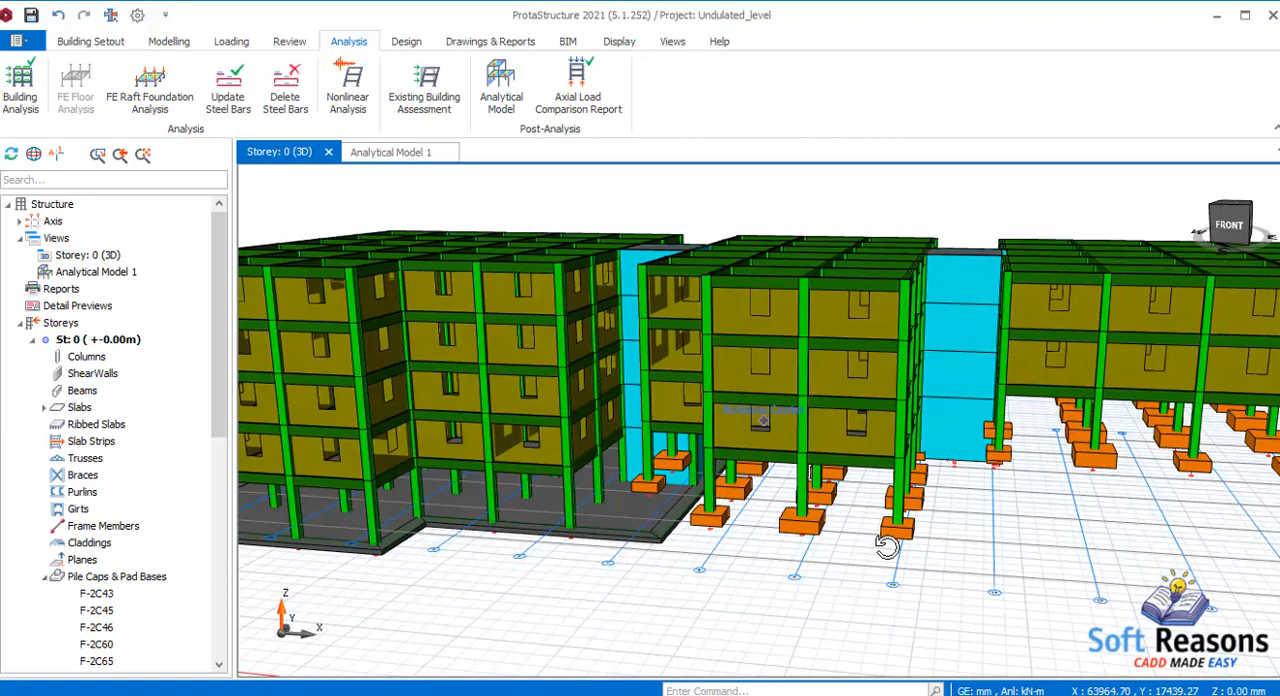 ProtaStructure 2021 (5.1.252) / Project: Undulated_level
Building Setout Modelling Loading Review Analysis Design Drawings & Reports BIM Display Views Help
Building Analysis
FE Floor Analysis
FE Raft Foundation Analysis
Update Steel Bars
Delete Steel Bars
Nonlinear Analysis
Existing Building Assessment
Analytical Model
Axial Load Comparison Report
Analysis
Post-Analysis
Storey: 0 (3D)
Analytical Model 1
Search...
Structure
Axis
Views
Storey: 0 (3D)
Analytical Model 1
Reports
Detail Previews
Storeys
St: 0 ( +-0.00m)
Columns
ShearWalls
Beams
Slabs
Ribbed Slabs
Slab Strips
Trusses
Braces
Purlins
Girts
Frame Members
Claddings
Planes
Pile Caps & Pad Bases
F-2C43
F-2C45
F-2C46
F-2C60
F-2C65
FRONT
Z
Y
X
Soft Reasons
CADD MADE EASY
Enter Command...
GE: mm , Anl: kN-m
X : 63964.70 , Y : 17439.27
Z : 0.00 mm